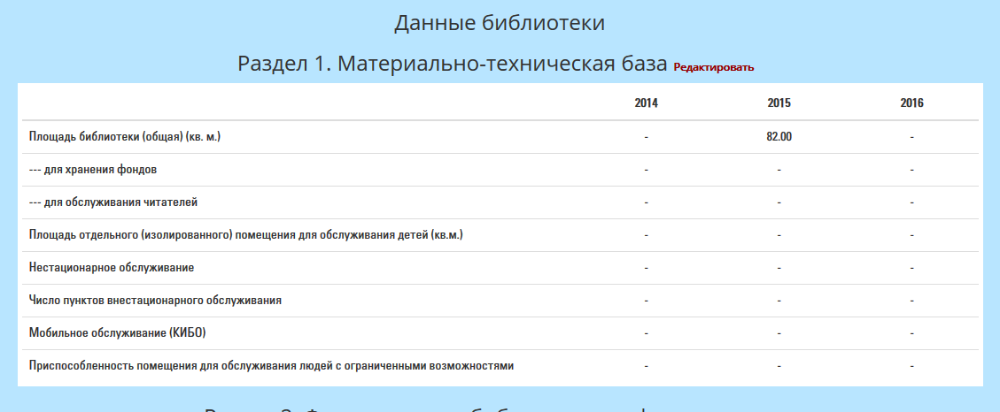 Данные библиотеки
Раздел 1. Материально-техническая база Редактировать
2014 2015 2016
Площадь библиотеки (общая) (кв. м.) - 82.00 -
--- для хранения фондов - - -
--- для обслуживания читателей - - -
Площадь отдельного (изолированного) помещения для обслуживания детей (кв.м.) - - -
Нестационарное обслуживание - - -
Число пунктов внестационарного обслуживания - - -
Мобильное обслуживание (КИБО) - - -
Приспособленность помещения для обслуживания людей с ограниченными возможностями - - -